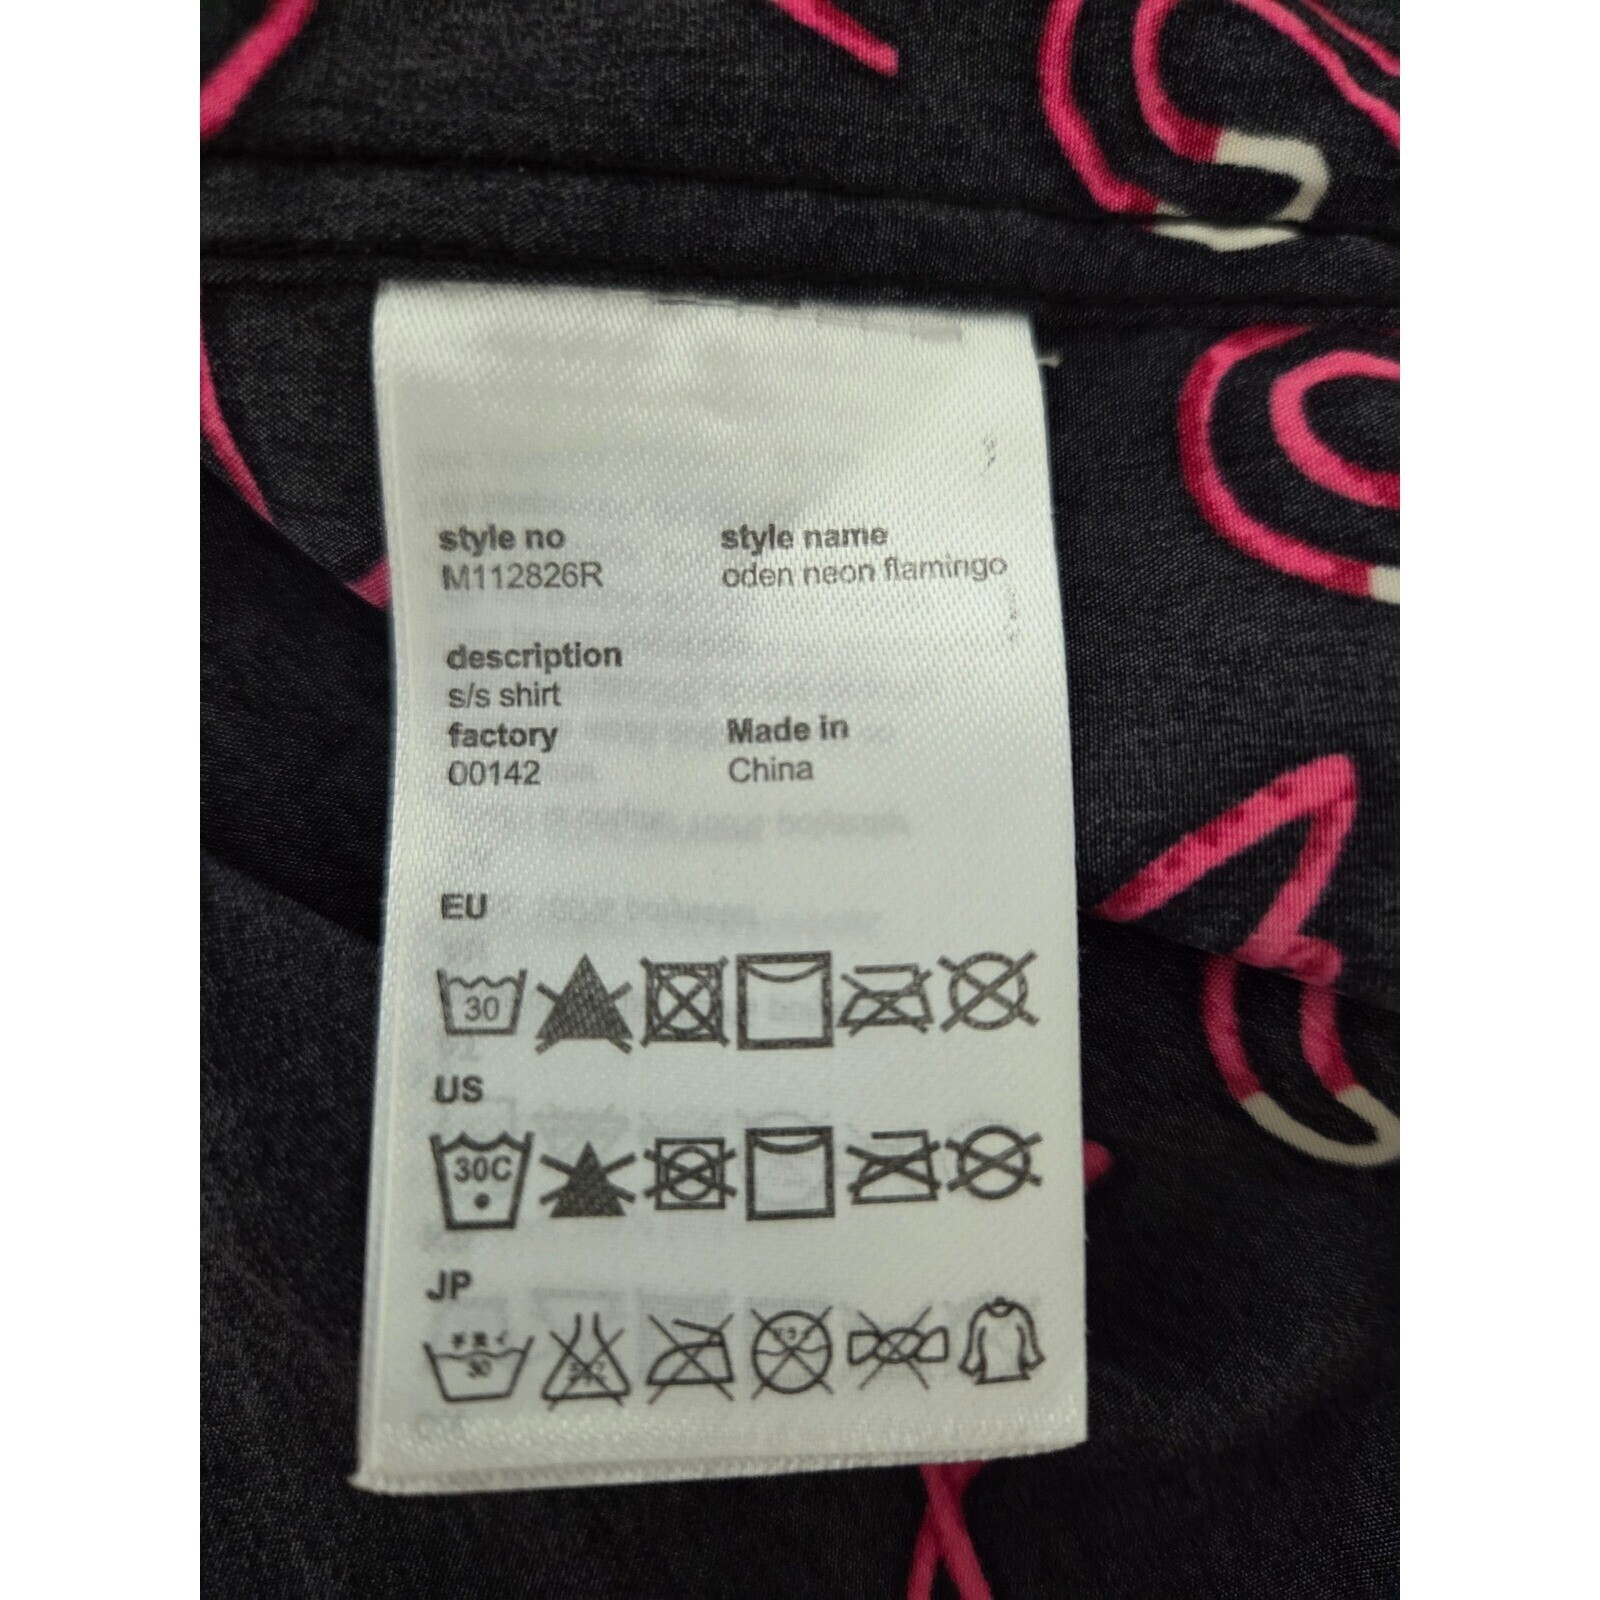 style no style name
M112826R oden neon flamingo
description
s/s shirt
factory Made in
00142 China
EU
30
US
30C
JP
30